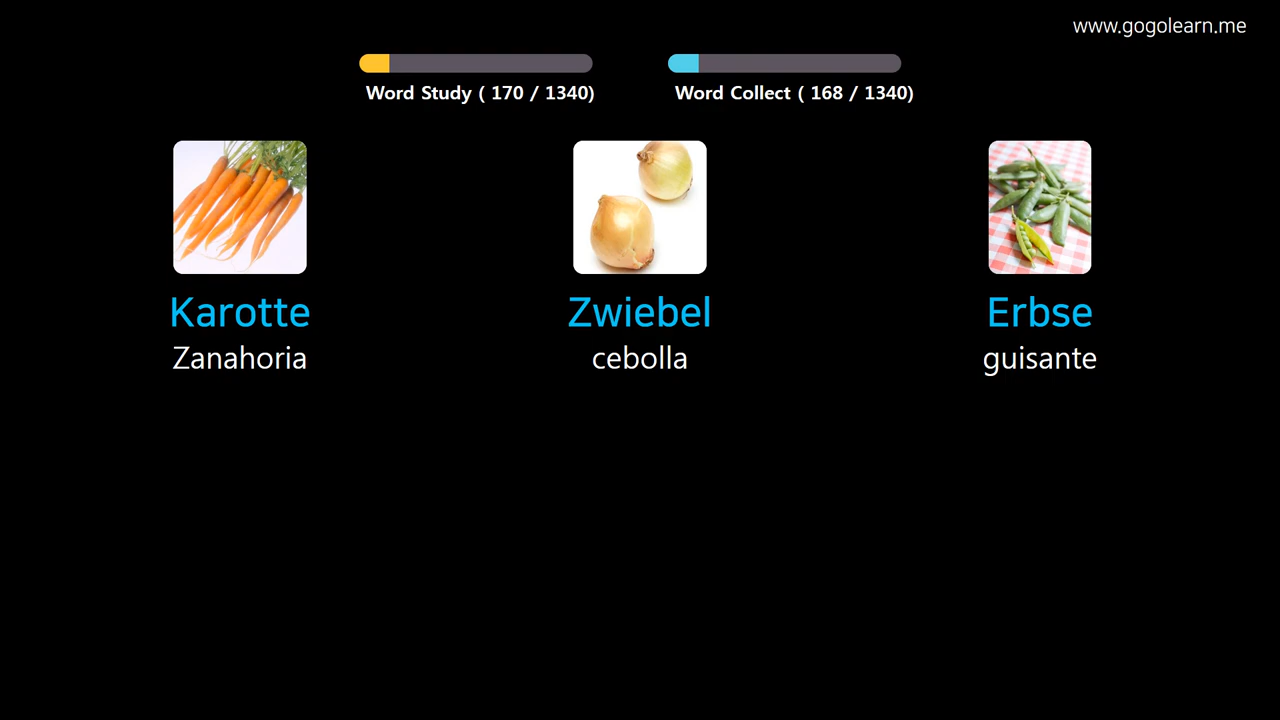 www.gogolearn.me
Word Study ( 170 / 1340)
Word Collect ( 168 / 1340)
Karotte
Zanahoria
Zwiebel
cebolla
Erbse
guisante